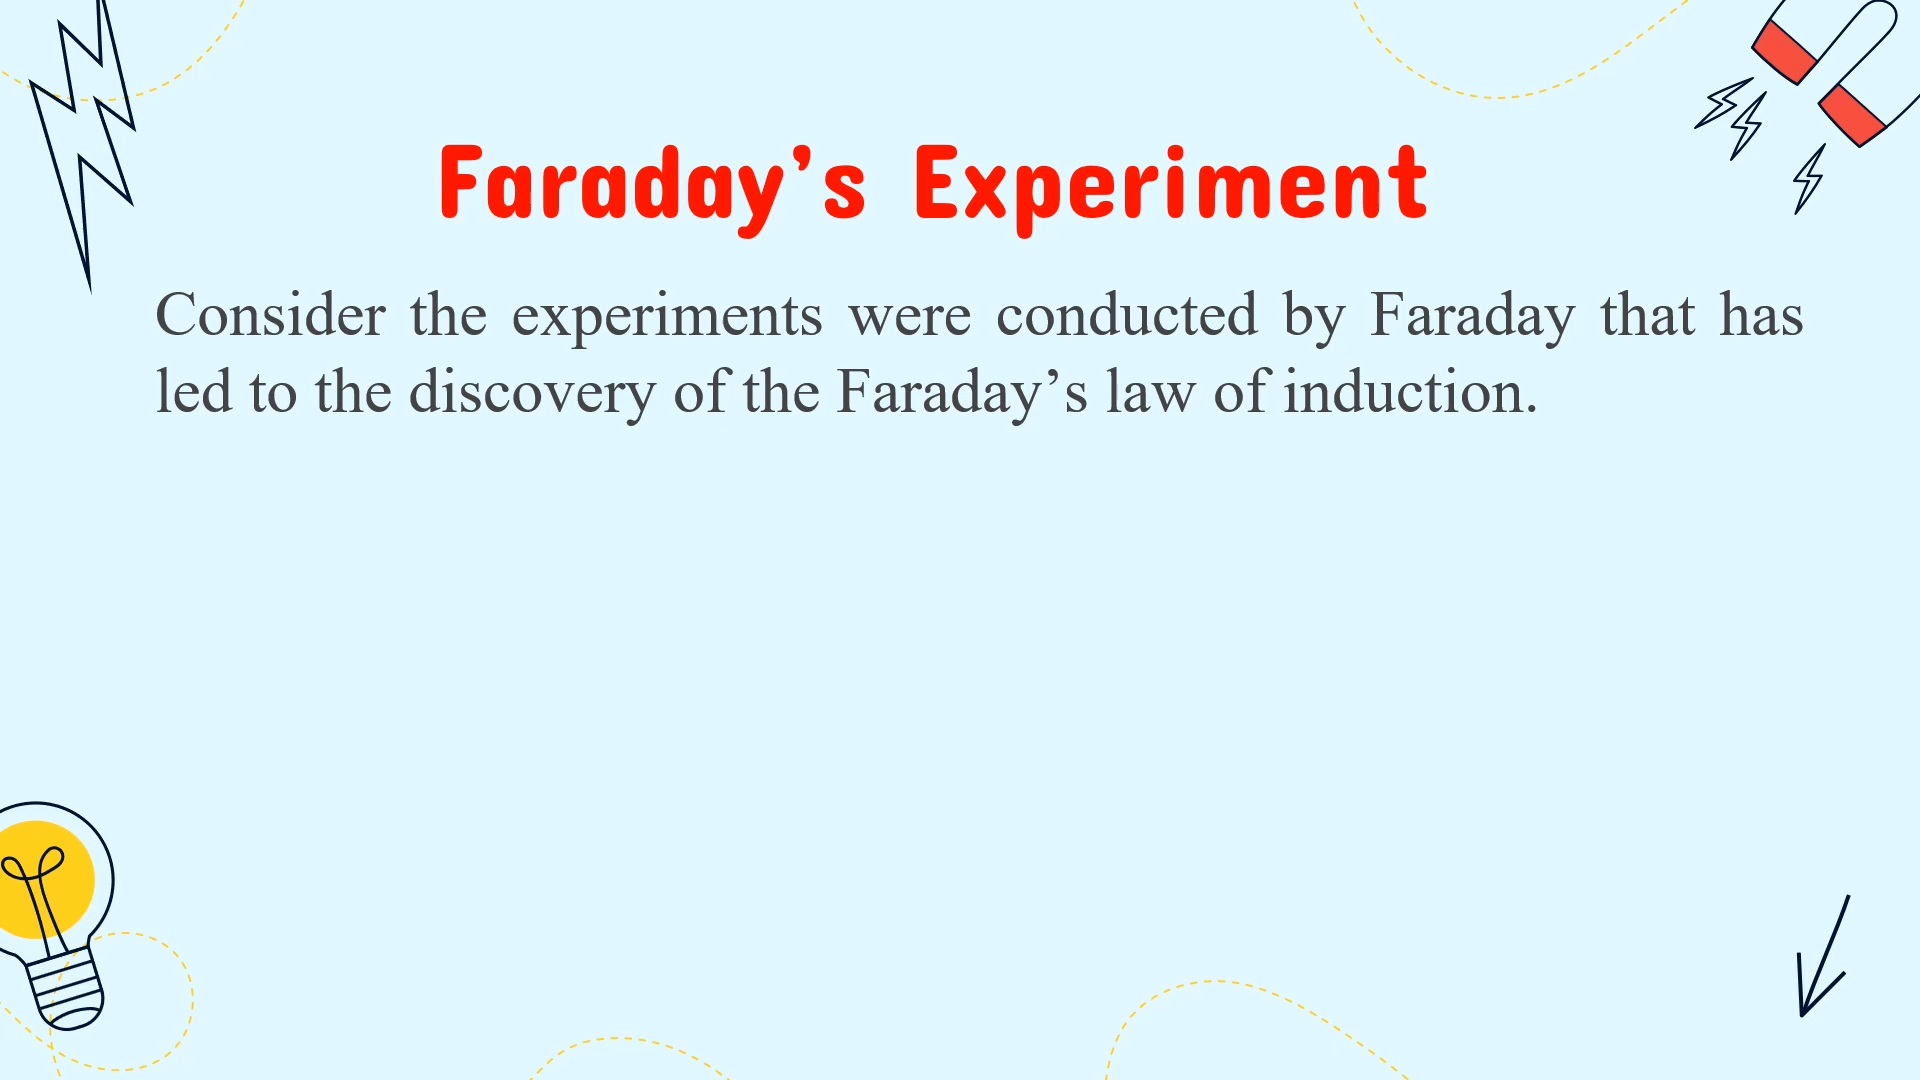 Faraday’s Experiment
Consider the experiments were conducted by Faraday that has
led to the discovery of the Faraday’s law of induction.